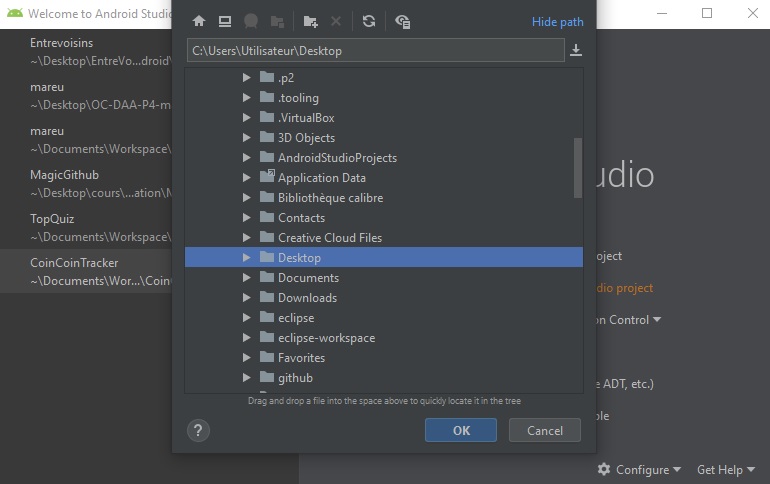 Welcome to Android Studio
Hide path
C:\Users\Utilisateur\Desktop
Entrevoisins
~\Desktop\EntreVo...droid\
mareu
~\Desktop\OC-DAA-P4-m
mareu
~\Documents\Workspace\
MagicGithub
~\Desktop\cours\...ation\M
TopQuiz
~\Documents\Workspace\
CoinCoinTracker
~\Documents\Wor...\Coin
.p2
.tooling
.VirtualBox
3D Objects
AndroidStudioProjects
Application Data
Bibliothèque calibre
Contacts
Creative Cloud Files
Desktop
Documents
Downloads
eclipse
eclipse-workspace
Favorites
github
Drag and drop a file into the space above to quickly locate it in the tree
?
OK
Cancel
udio
oject
dio project
n Control
e ADT, etc.)
ple
Configure
Get Help